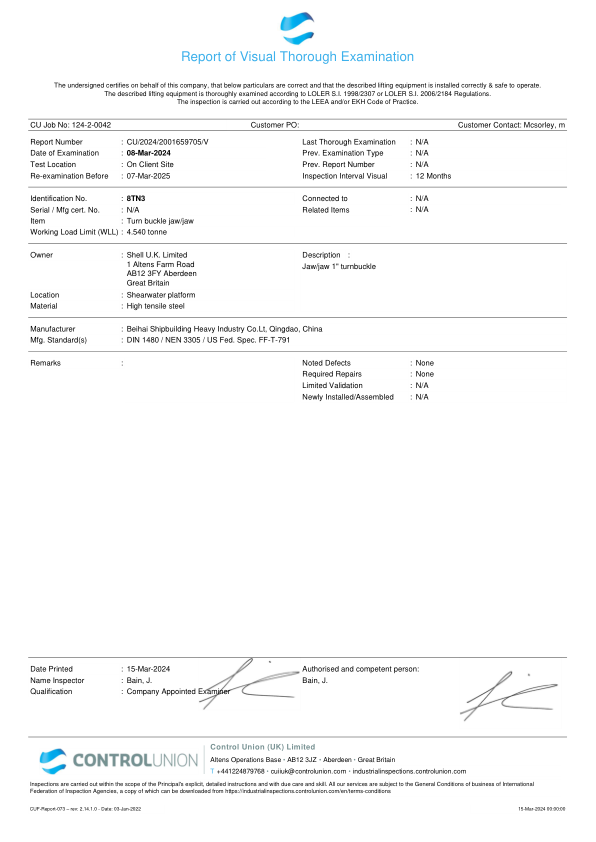 Report of Visual Thorough Examination
The undersigned certifies on behalf of this company, that below particulars are correct and that the described lifting equipment is installed correctly & safe to operate.
The described lifting equipment is thoroughly examined according to LOLER S.I. 1998/2307 or LOLER S.I. 2006/2184 Regulations.
The inspection is carried out according to the LEEA and/or EKH Code of Practice.
CU Job No: 124-2-0042 Customer PO: Customer Contact: Mcsorley, m
Report Number : CU/2024/2001659705/V Last Thorough Examination : N/A
Date of Examination : 08-Mar-2024 Prev. Examination Type : N/A
Test Location : On Client Site Prev. Report Number : N/A
Re-examination Before : 07-Mar-2025 Inspection Interval Visual : 12 Months
Identification No. : 8TN3 Connected to : N/A
Serial / Mfg cert. No. : N/A Related Items : N/A
Item : Turn buckle jaw/jaw
Working Load Limit (WLL) : 4.540 tonne
Owner : Shell U.K. Limited Description :
1 Altens Farm Road Jaw/jaw 1" turnbuckle
AB12 3FY Aberdeen
Great Britain
Location : Shearwater platform
Material : High tensile steel
Manufacturer : Beihai Shipbuilding Heavy Industry Co.Lt, Qingdao, China
Mfg. Standard(s) : DIN 1480 / NEN 3305 / US Fed. Spec. FF-T-791
Remarks : Noted Defects : None
Required Repairs : None
Limited Validation : N/A
Newly Installed/Assembled : N/A
Date Printed : 15-Mar-2024 Authorised and competent person:
Name Inspector : Bain, J. Bain, J.
Qualification : Company Appointed Examiner
CONTROLUNION
Control Union (UK) Limited
Altens Operations Base · AB12 3JZ · Aberdeen · Great Britain
T +441224879768 · cuiiuk@controlunion.com · industrialinspections.controlunion.com
Inspections are carried out within the scope of the Principal's explicit, detailed instructions and with due care and skill. All our services are subject to the General Conditions of business of International
Federation of Inspection Agencies, a copy of which can be downloaded from https://industrialinspections.controlunion.com/en/terms-conditions
CUF-Report-073 – rev: 2.14.1.0 - Date: 03-Jan-2022 15-Mar-2024 00:00:00